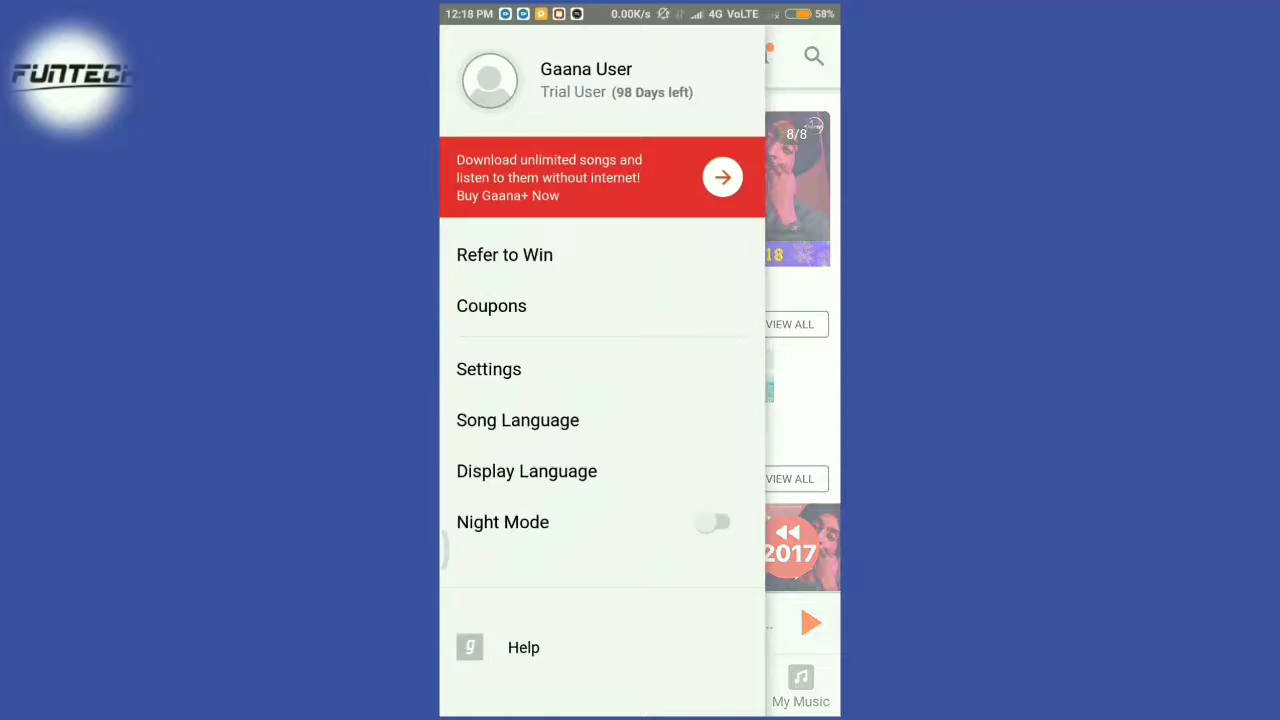 FUNTECH
12:18 PM 0.00K/s 4G VoLTE 58%
Gaana User
Trial User (98 Days left)
Download unlimited songs and
listen to them without internet!
Buy Gaana+ Now
8/8
18
Refer to Win
Coupons
VIEW ALL
Settings
Song Language
Display Language
VIEW ALL
Night Mode
2017
g
Help
My Music